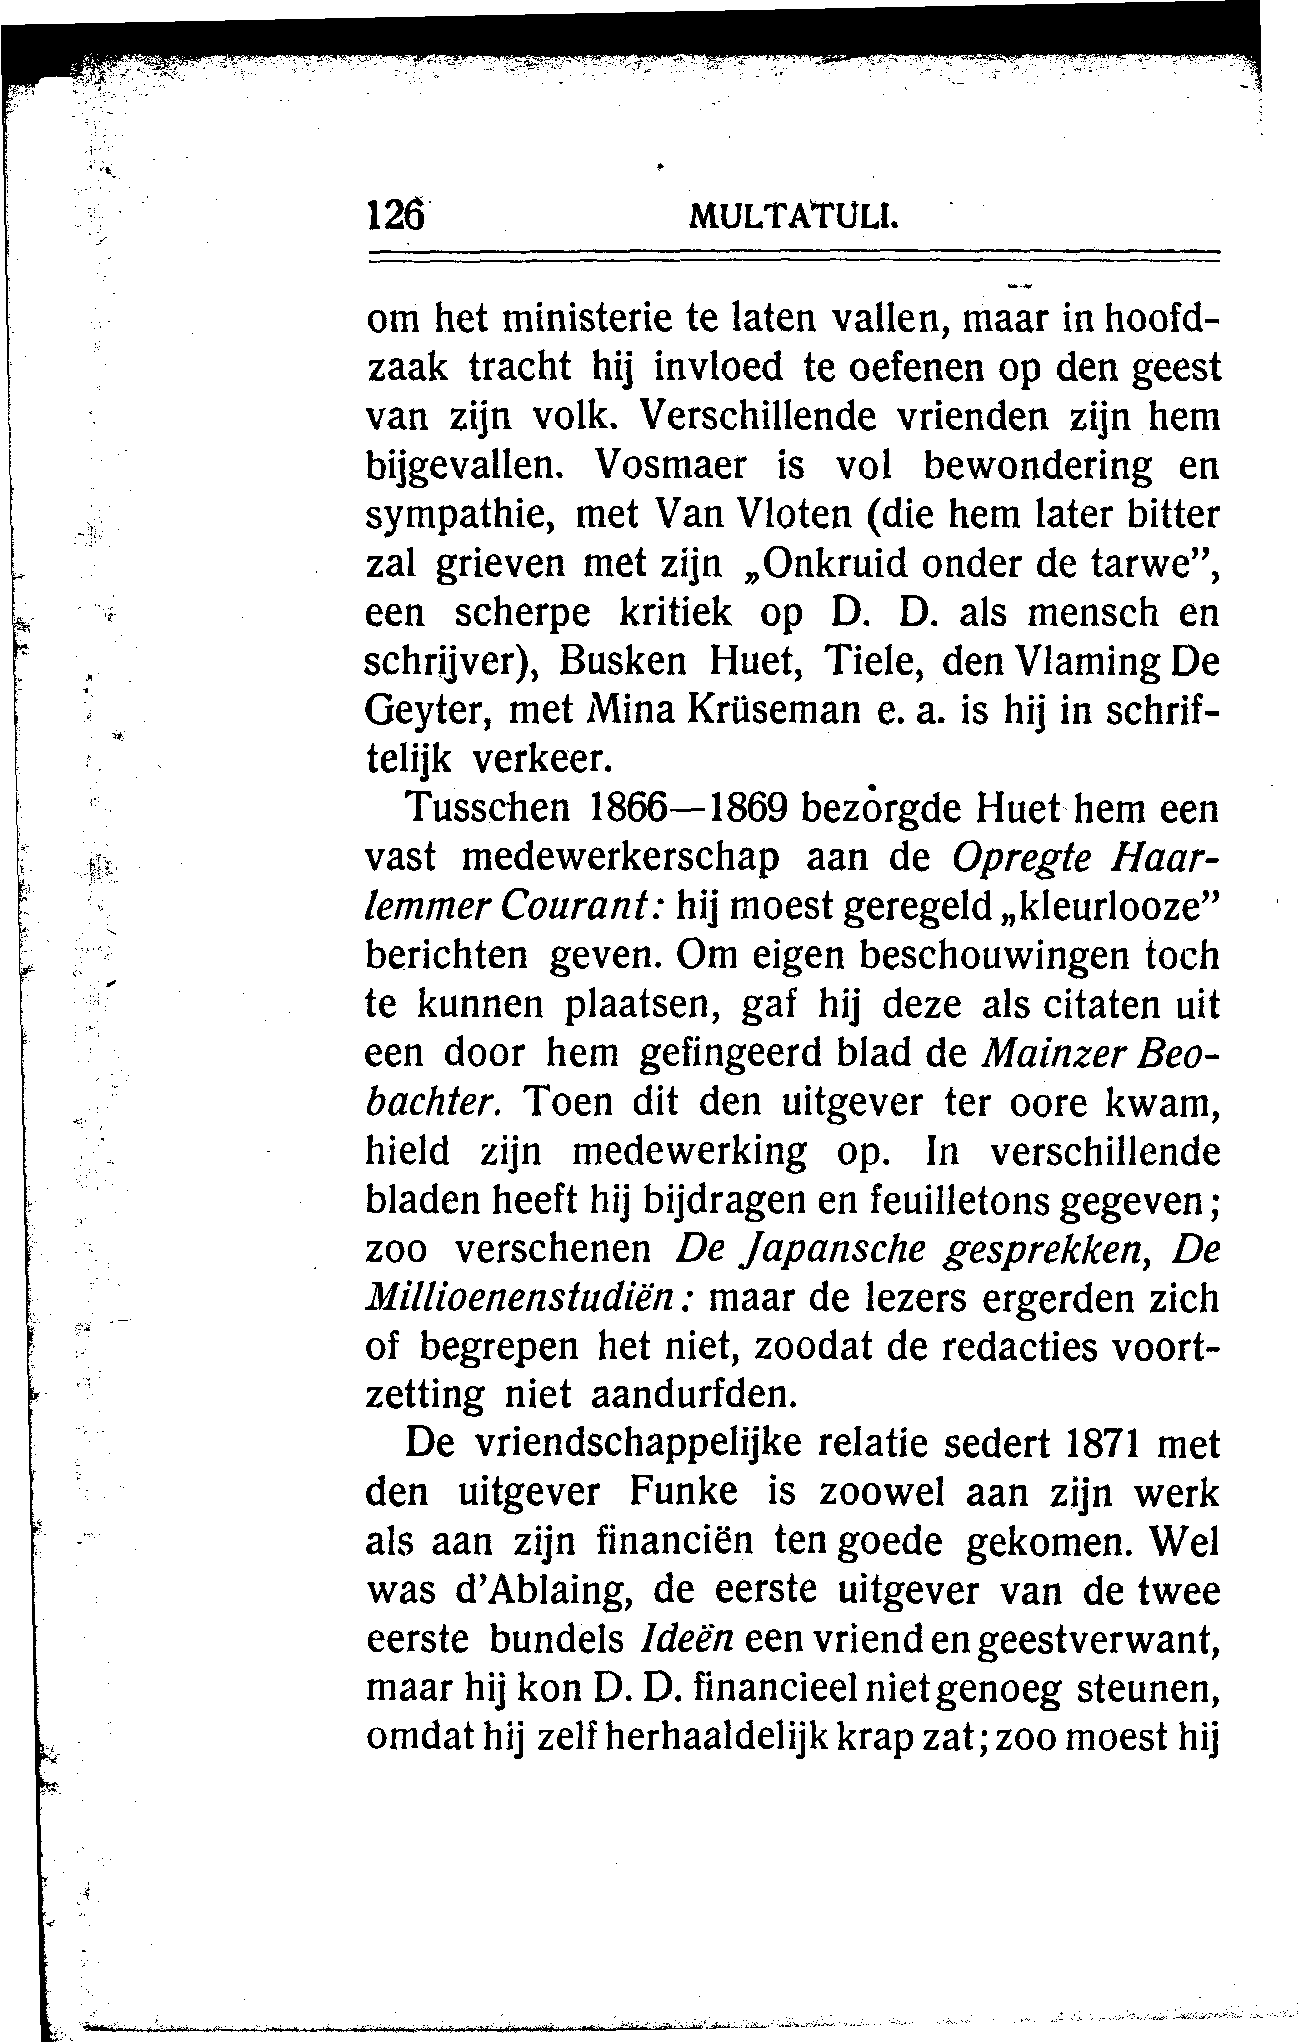 126 MULTATULI.
om het ministerie te laten vallen, maar in hoofd-
zaak tracht hij invloed te oefenen op den geest
van zijn volk. Verschillende vrienden zijn hem
bijgevallen. Vosmaer is vol bewondering en
sympathie, met Van Vloten (die hem later bitter
zal grieven met zijn „Onkruid onder de tarwe”,
een scherpe kritiek op D. D. als mensch en
schrijver), Busken Huet, Tiele, den Vlaming De
Geyter, met Mina Krüseman e. a. is hij in schrif-
telijk verkeer.
Tusschen 1866—1869 bezorgde Huet hem een
vast medewerkerschap aan de Opregte Haar-
lemmer Courant: hij moest geregeld „kleurlooze”
berichten geven. Om eigen beschouwingen toch
te kunnen plaatsen, gaf hij deze als citaten uit
een door hem gefingeerd blad de Mainzer Beo-
bachter. Toen dit den uitgever ter oore kwam,
hield zijn medewerking op. In verschillende
bladen heeft hij bijdragen en feuilletons gegeven;
zoo verschenen De Japansche gesprekken, De
Millioenenstudiën: maar de lezers ergerden zich
of begrepen het niet, zoodat de redacties voort-
zetting niet aandurfden.
De vriendschappelijke relatie sedert 1871 met
den uitgever Funke is zoowel aan zijn werk
als aan zijn financiën ten goede gekomen. Wel
was d’Ablaing, de eerste uitgever van de twee
eerste bundels Ideën een vriend en geestverwant,
maar hij kon D. D. financieel niet genoeg steunen,
omdat hij zelf herhaaldelijk krap zat; zoo moest hij